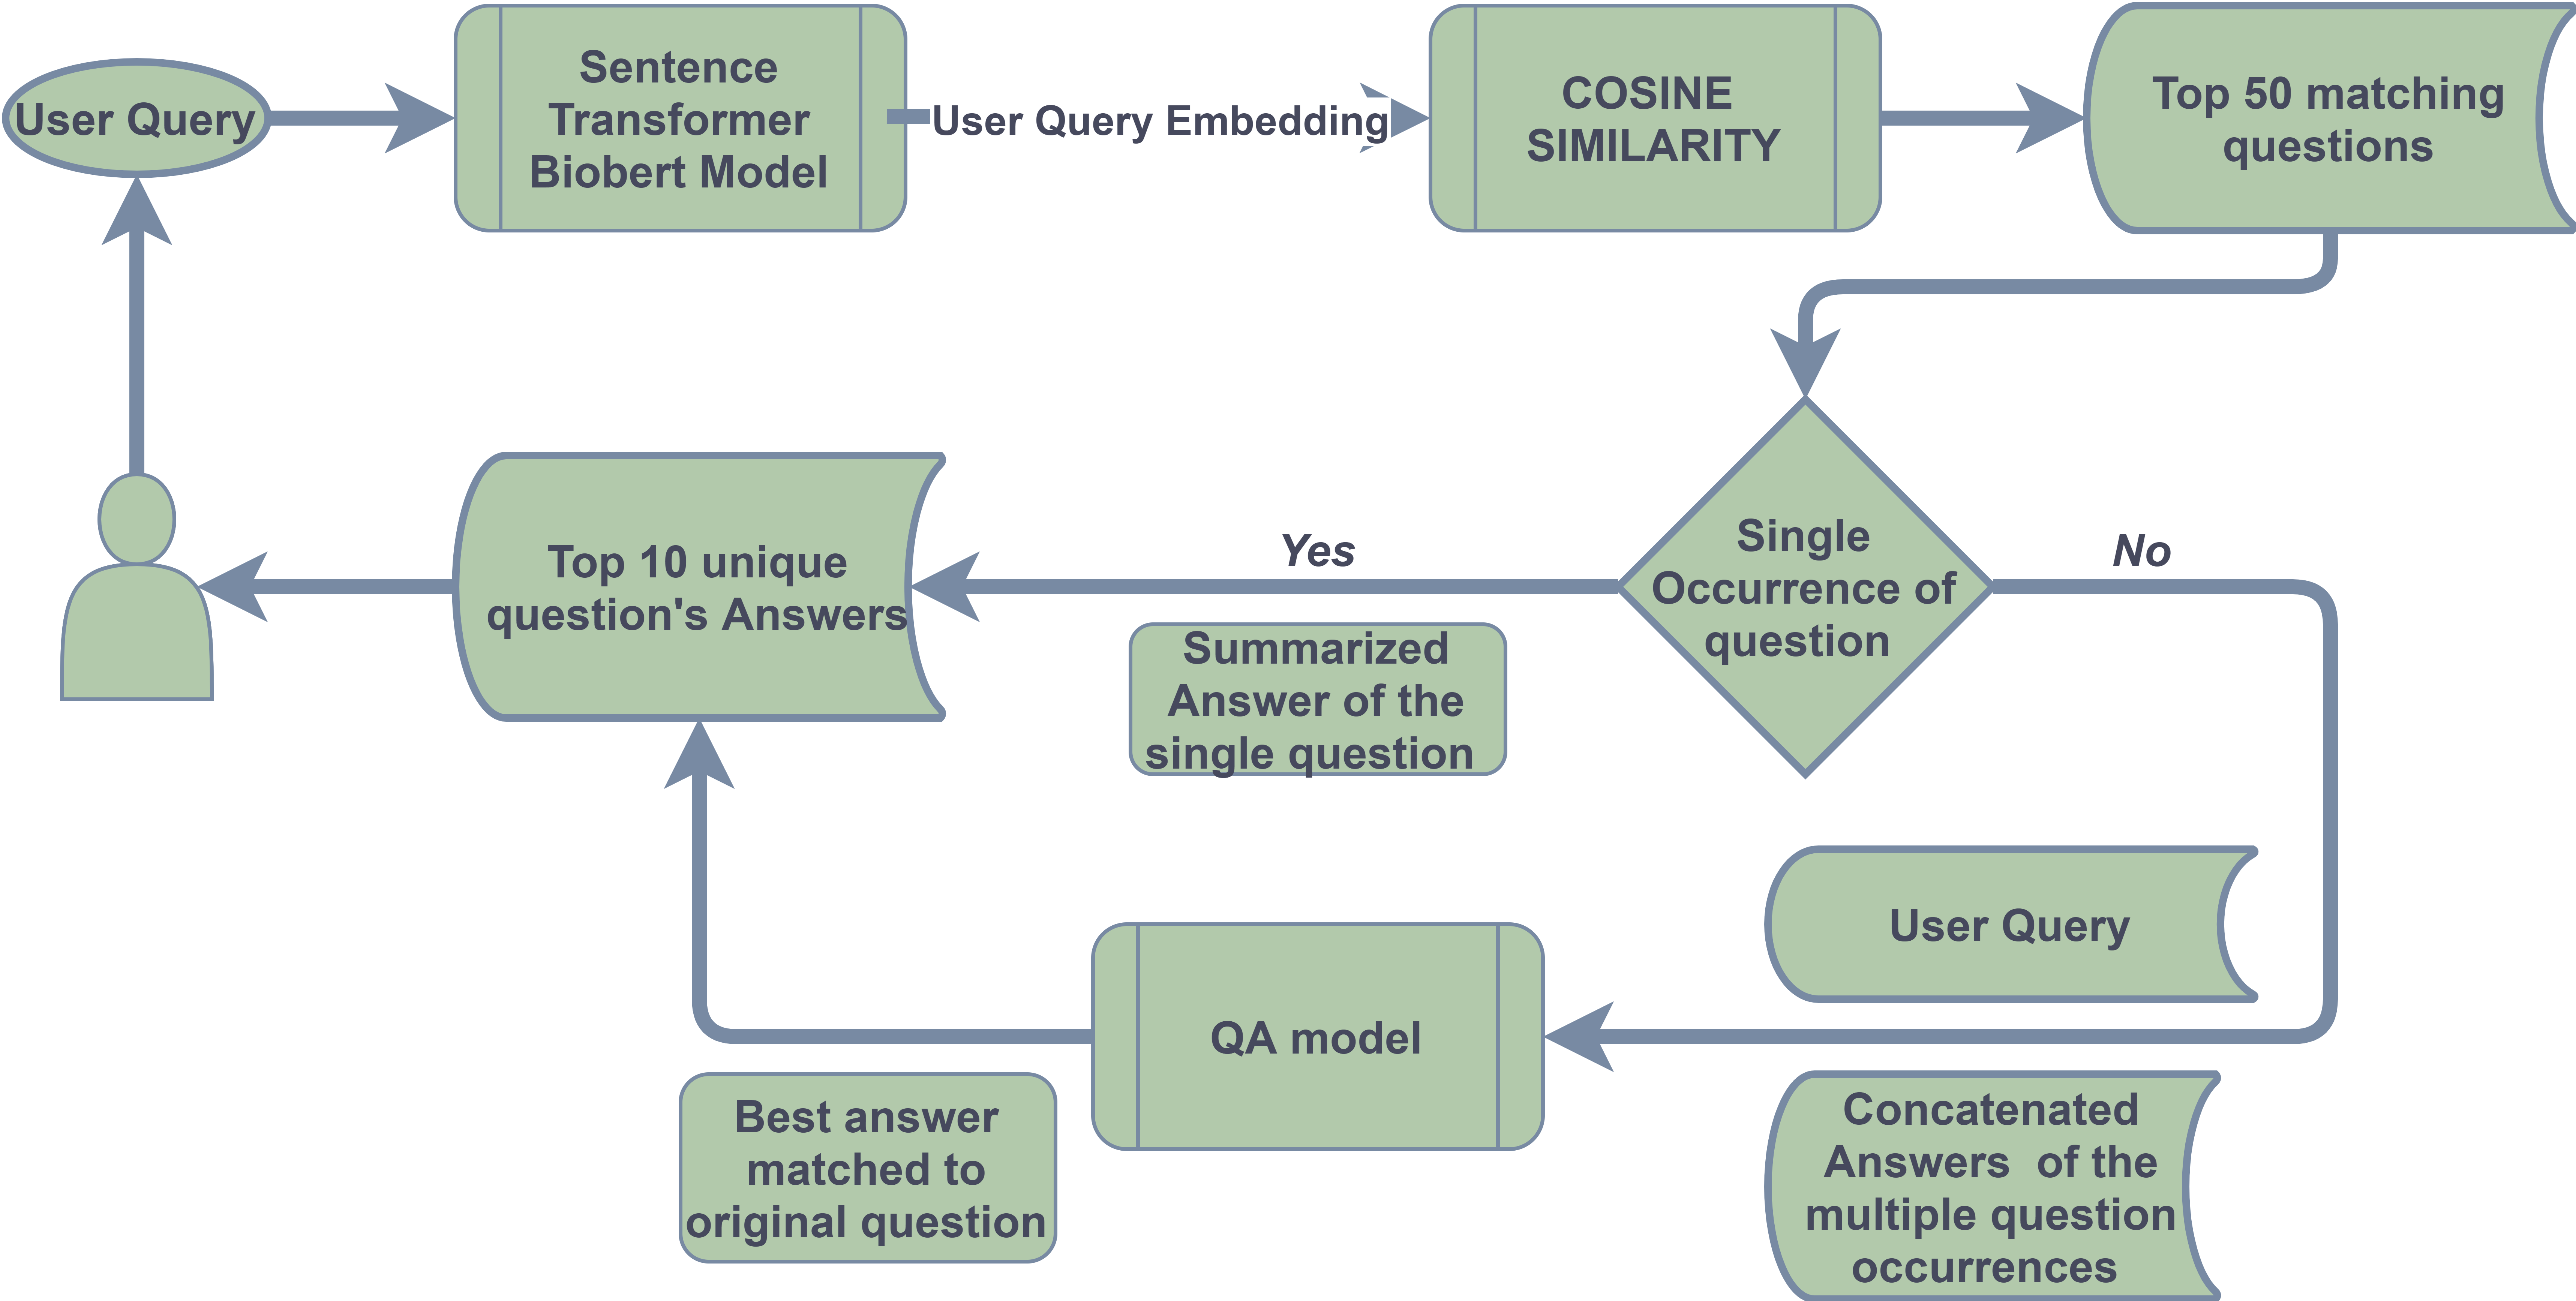 User Query
Sentence
Transformer
Biobert Model
User Query Embedding
COSINE
SIMILARITY
Top 50 matching
questions
Single
Occurrence of
question
Yes
No
Summarized
Answer of the
single question
Top 10 unique
question's Answers
User Query
QA model
Concatenated
Answers  of the
multiple question
occurrences
Best answer
matched to
original question